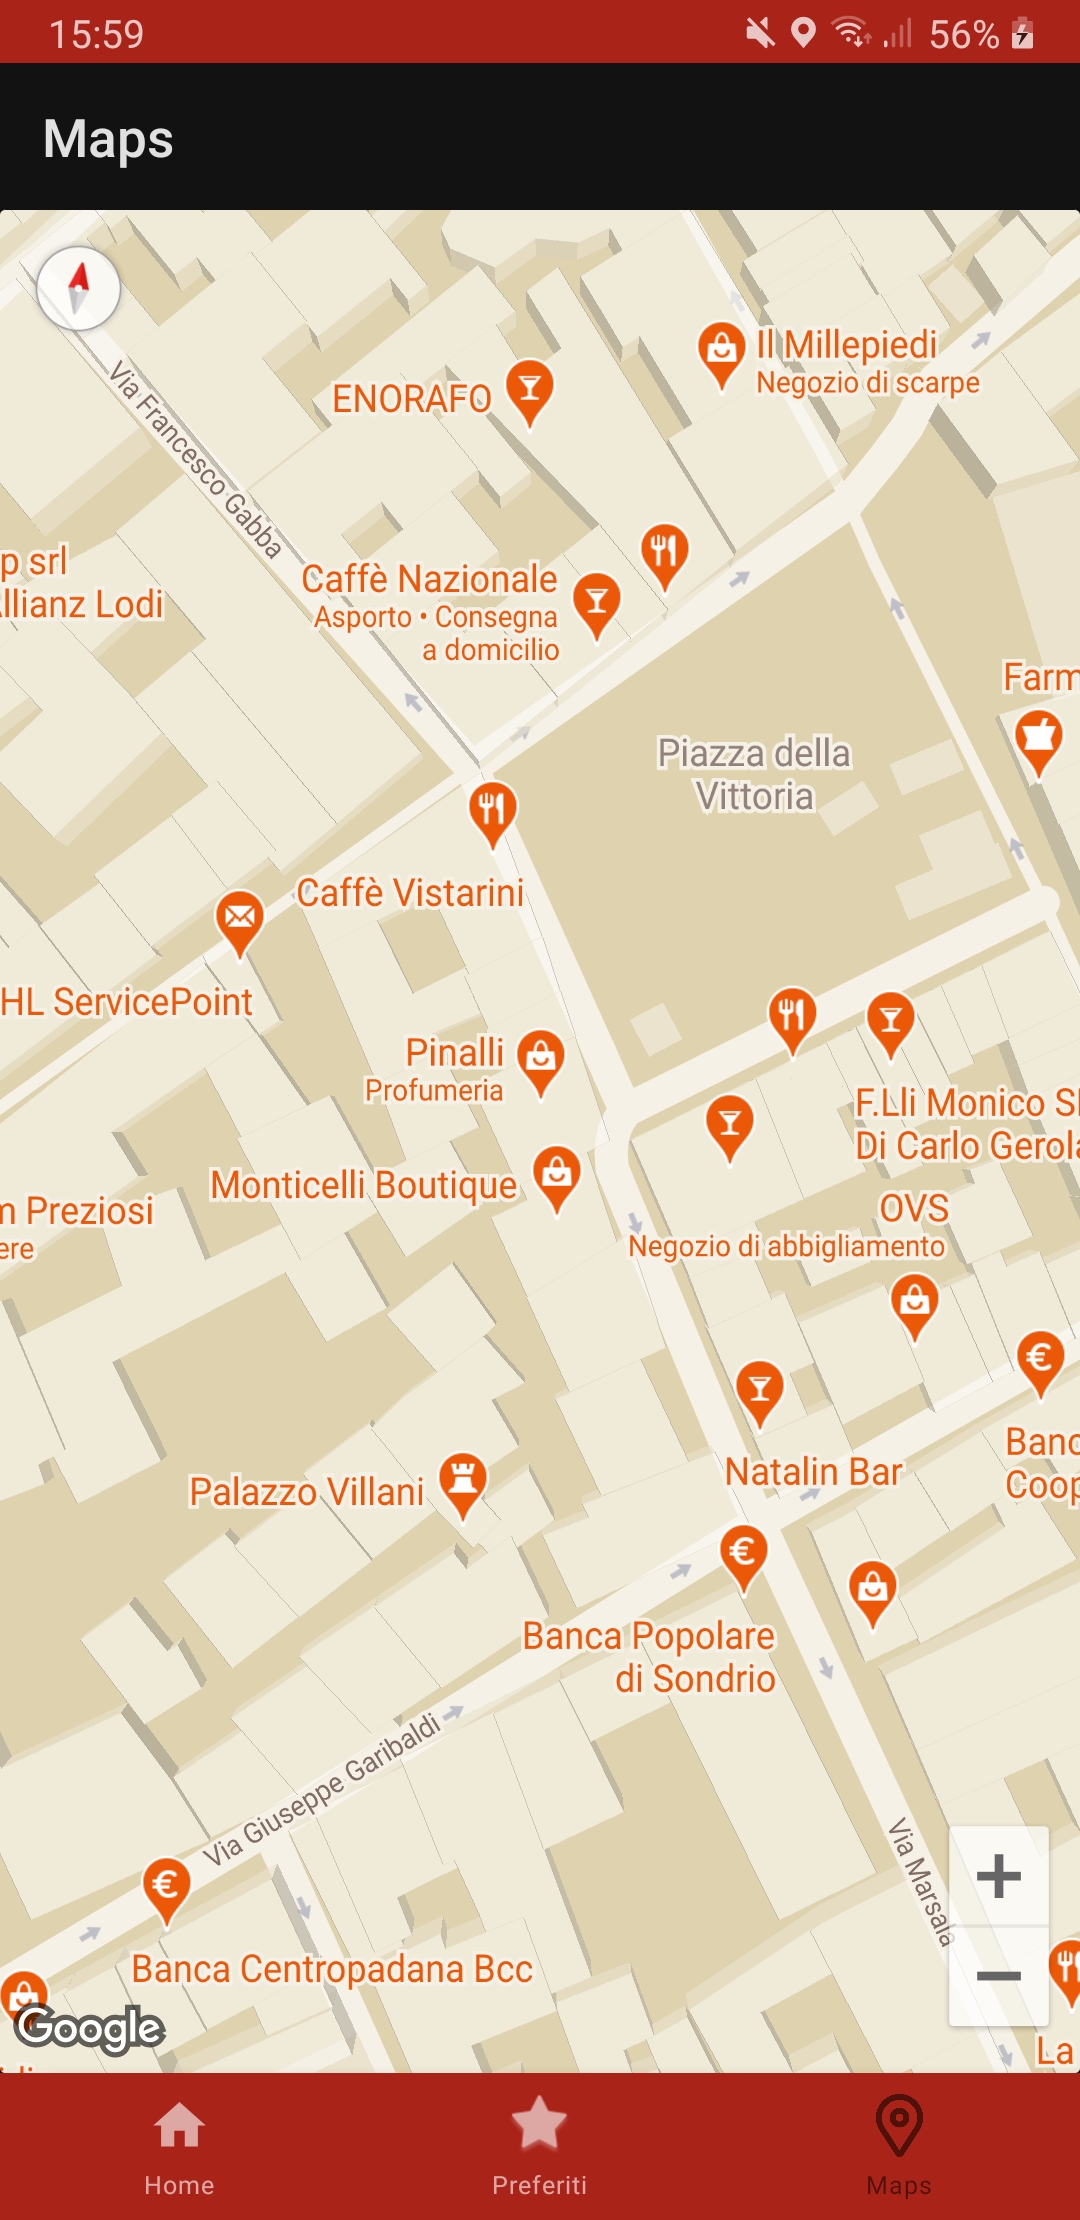 15:59
56%
Maps
Il Millepiedi
Negozio di scarpe
ENORAFO
Via Francesco Gabba
p srl
llianz Lodi
Caffè Nazionale
Asporto • Consegna
a domicilio
Farm
Piazza della
Vittoria
Caffè Vistarini
HL ServicePoint
Pinalli
Profumeria
F.Lli Monico
Di Carlo Gerola
Monticelli Boutique
m Preziosi
ere
OVS
Negozio di abbigliamento
Banc
Coop
Natalin Bar
Palazzo Villani
Banca Popolare
di Sondrio
Via Giuseppe Garibaldi
Via Marsala
Banca Centropadana Bcc
Google
La
Home
Preferiti
Maps